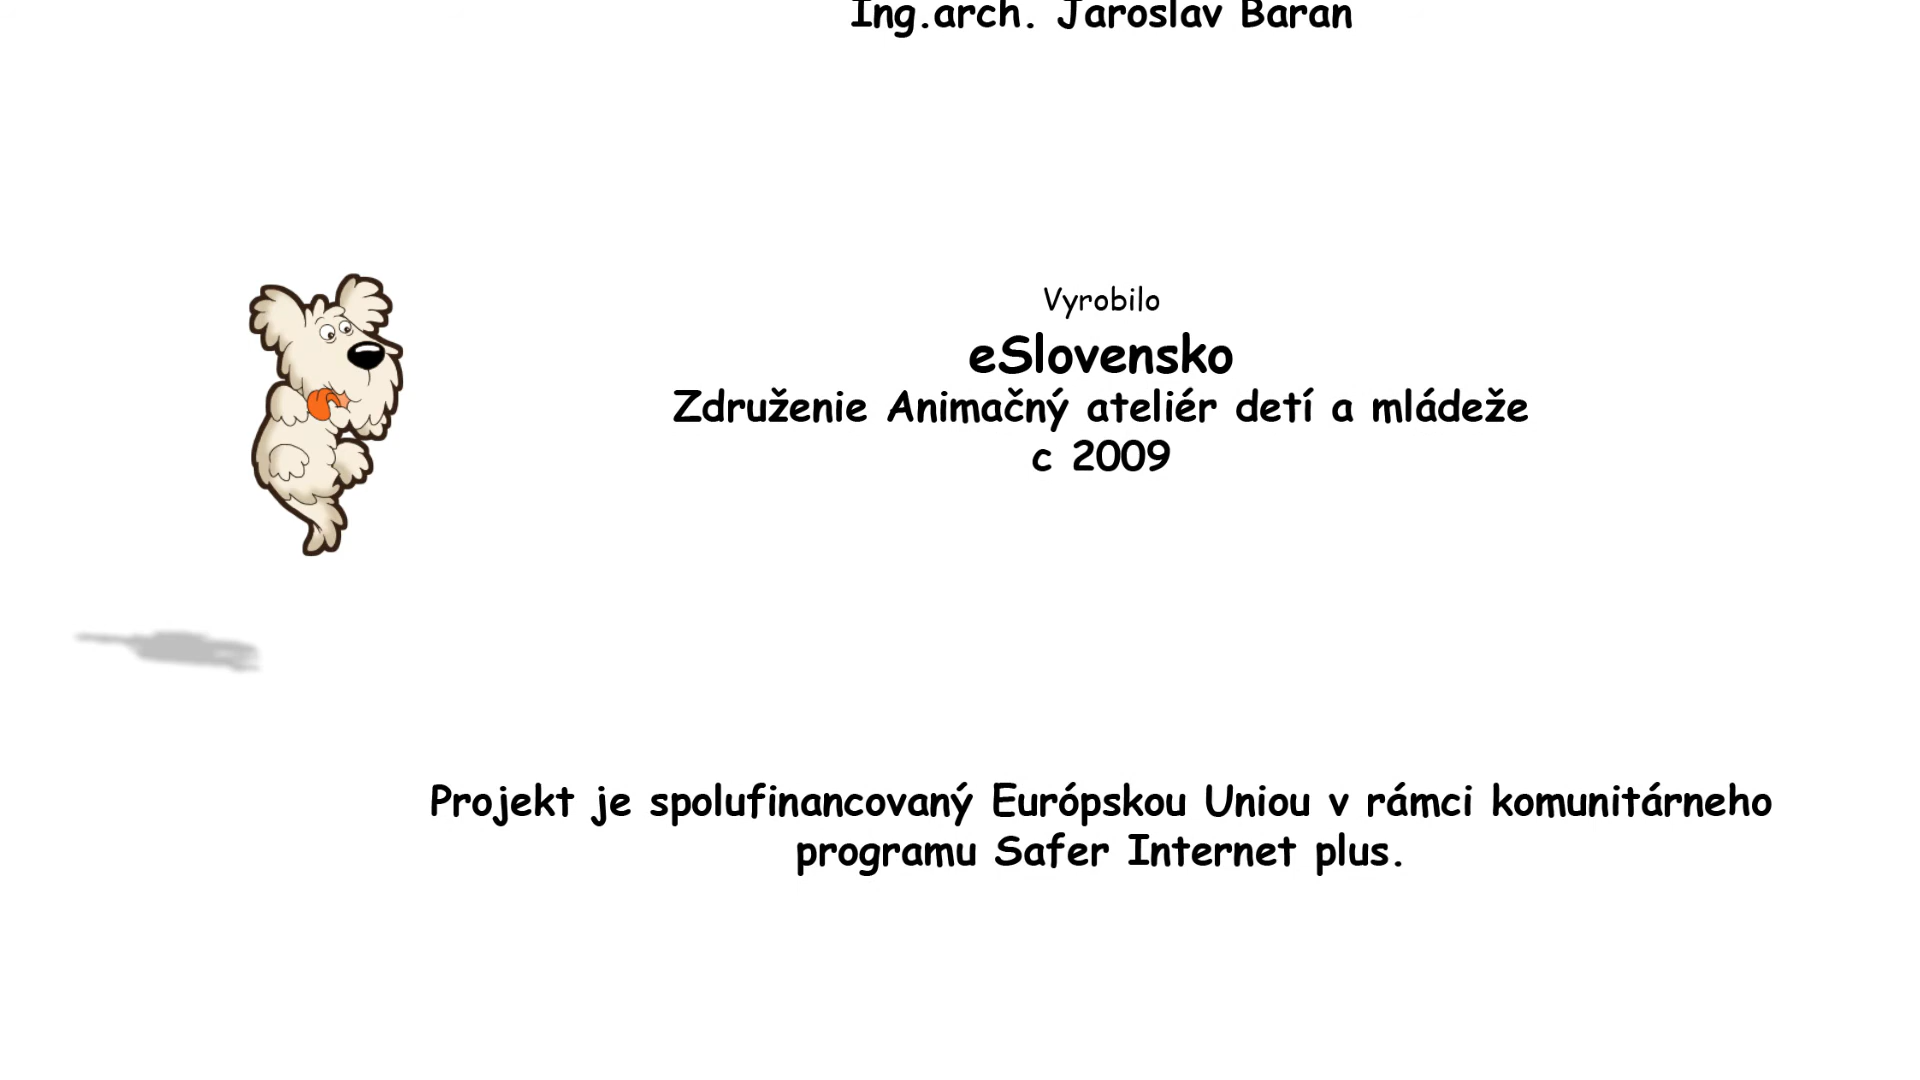 Ing.arch. Jaroslav Baran
Vyrobilo
eSlovensko
Združenie Animačný ateliér detí a mládeže
c 2009
Projekt je spolufinancovaný Európskou Uniou v rámci komunitárneho
programu Safer Internet plus.